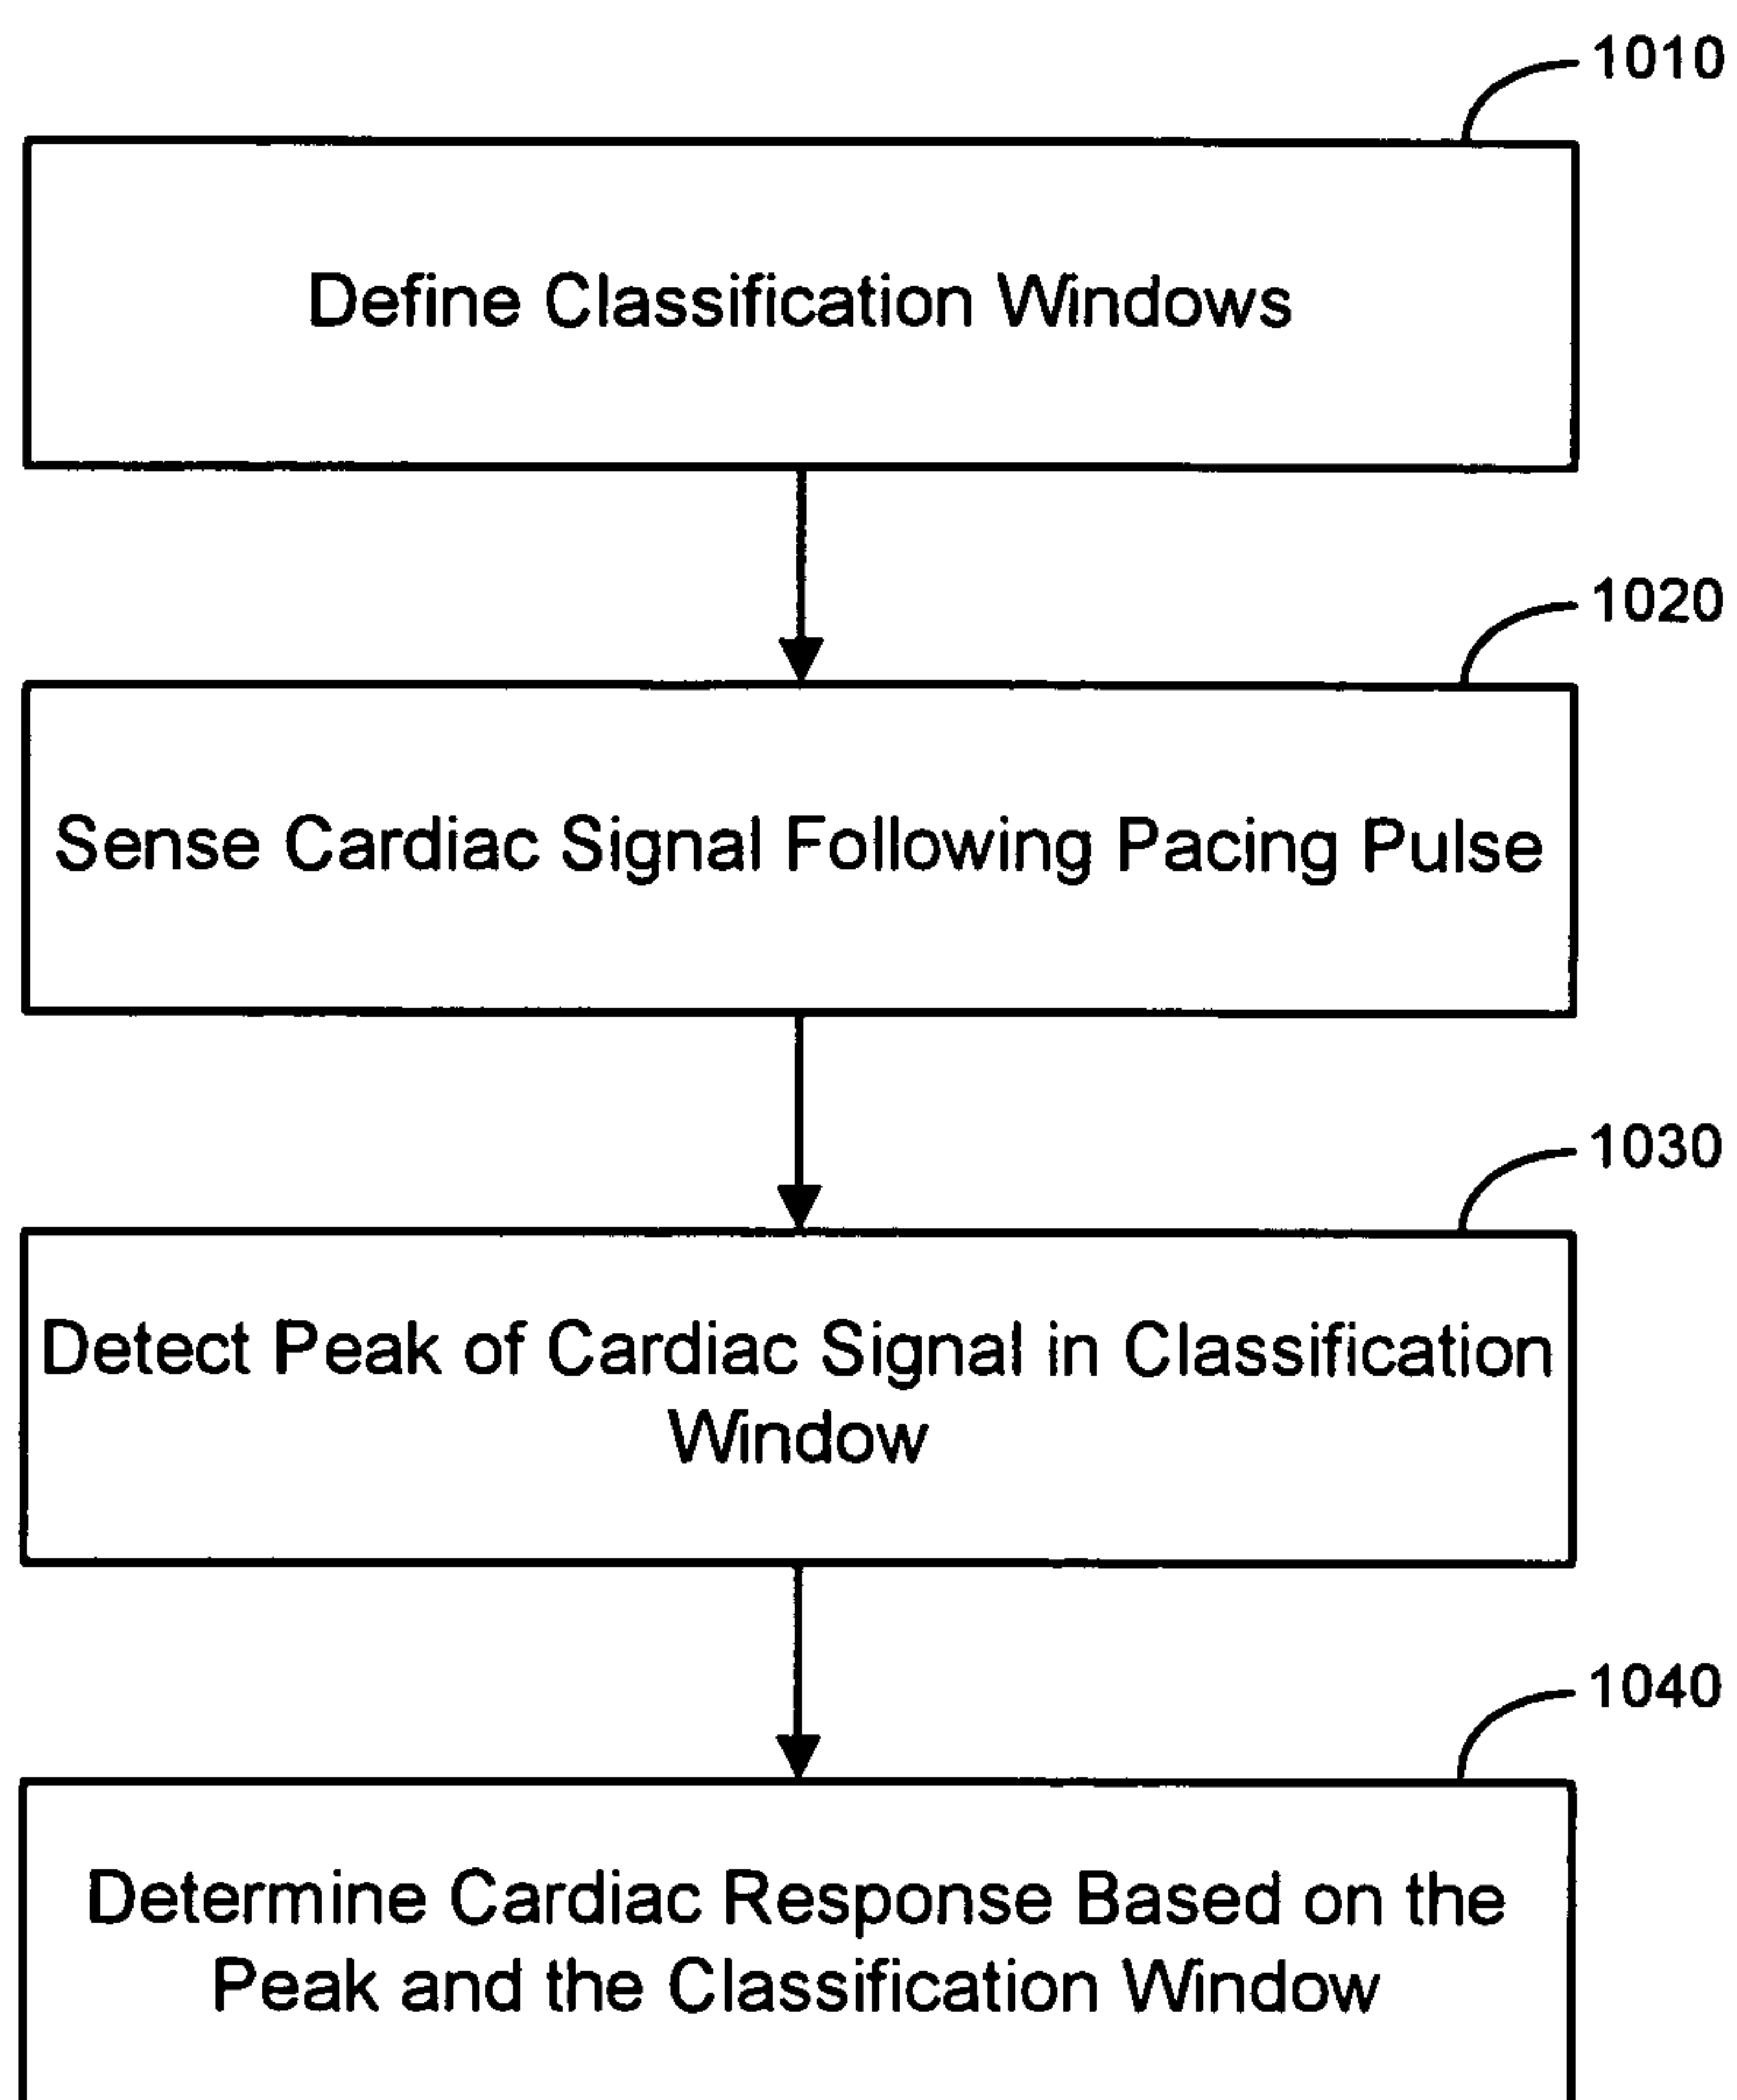 1010
Define Classification Windows
1020
Sense Cardiac Signal Following Pacing Pulse
1030
Detect Peak of Cardiac Signal in Classification
Window
1040
Determine Cardiac Response Based on the
Peak and the Classification Window